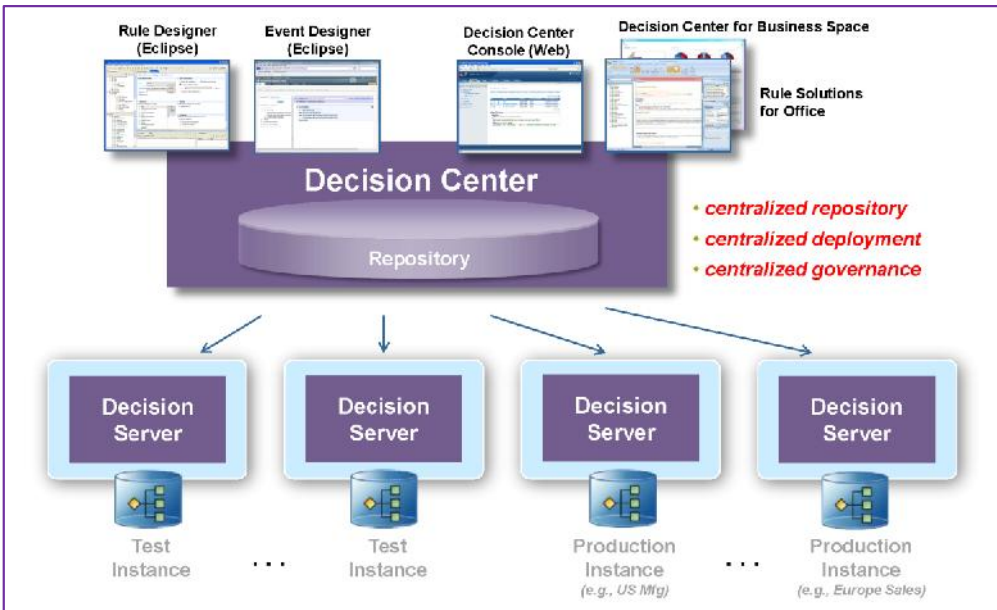 Rule Designer
(Eclipse)
Event Designer
(Eclipse)
Decision Center
Console (Web)
Decision Center for Business Space
Rule Solutions
for Office
Decision Center
Repository
• centralized repository
• centralized deployment
• centralized governance
Decision
Server
Decision
Server
Decision
Server
Decision
Server
Test
Instance
...
Test
Instance
Production
Instance
(e.g., US Mfg)
...
Production
Instance
(e.g., Europe Sales)